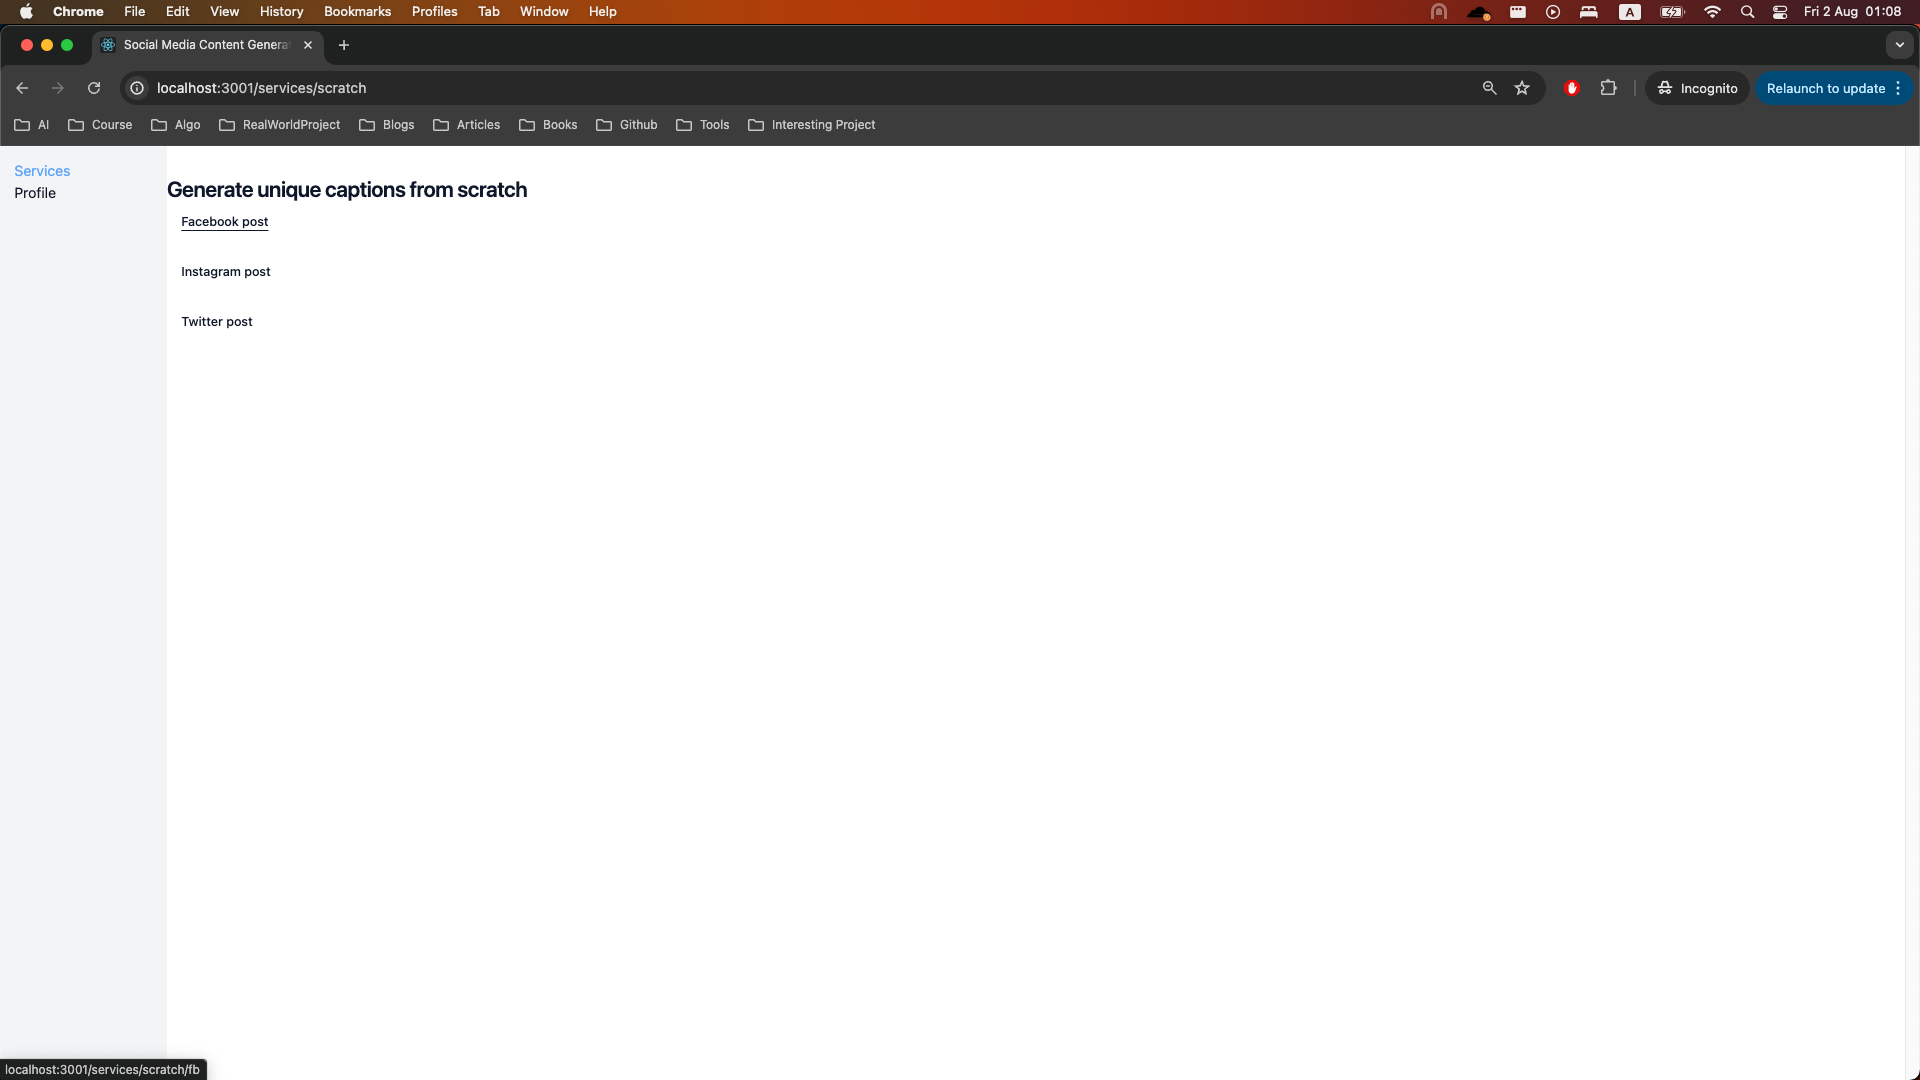 Chrome File Edit View History Bookmarks Profiles Tab Window Help A Fri 2 Aug 01:08
Social Media Content Genera
localhost:3001/services/scratch Incognito Relaunch to update
AI Course Algo RealWorldProject Blogs Articles Books Github Tools Interesting Project
Services
Profile
Generate unique captions from scratch
Facebook post
Instagram post
Twitter post
localhost:3001/services/scratch/fb